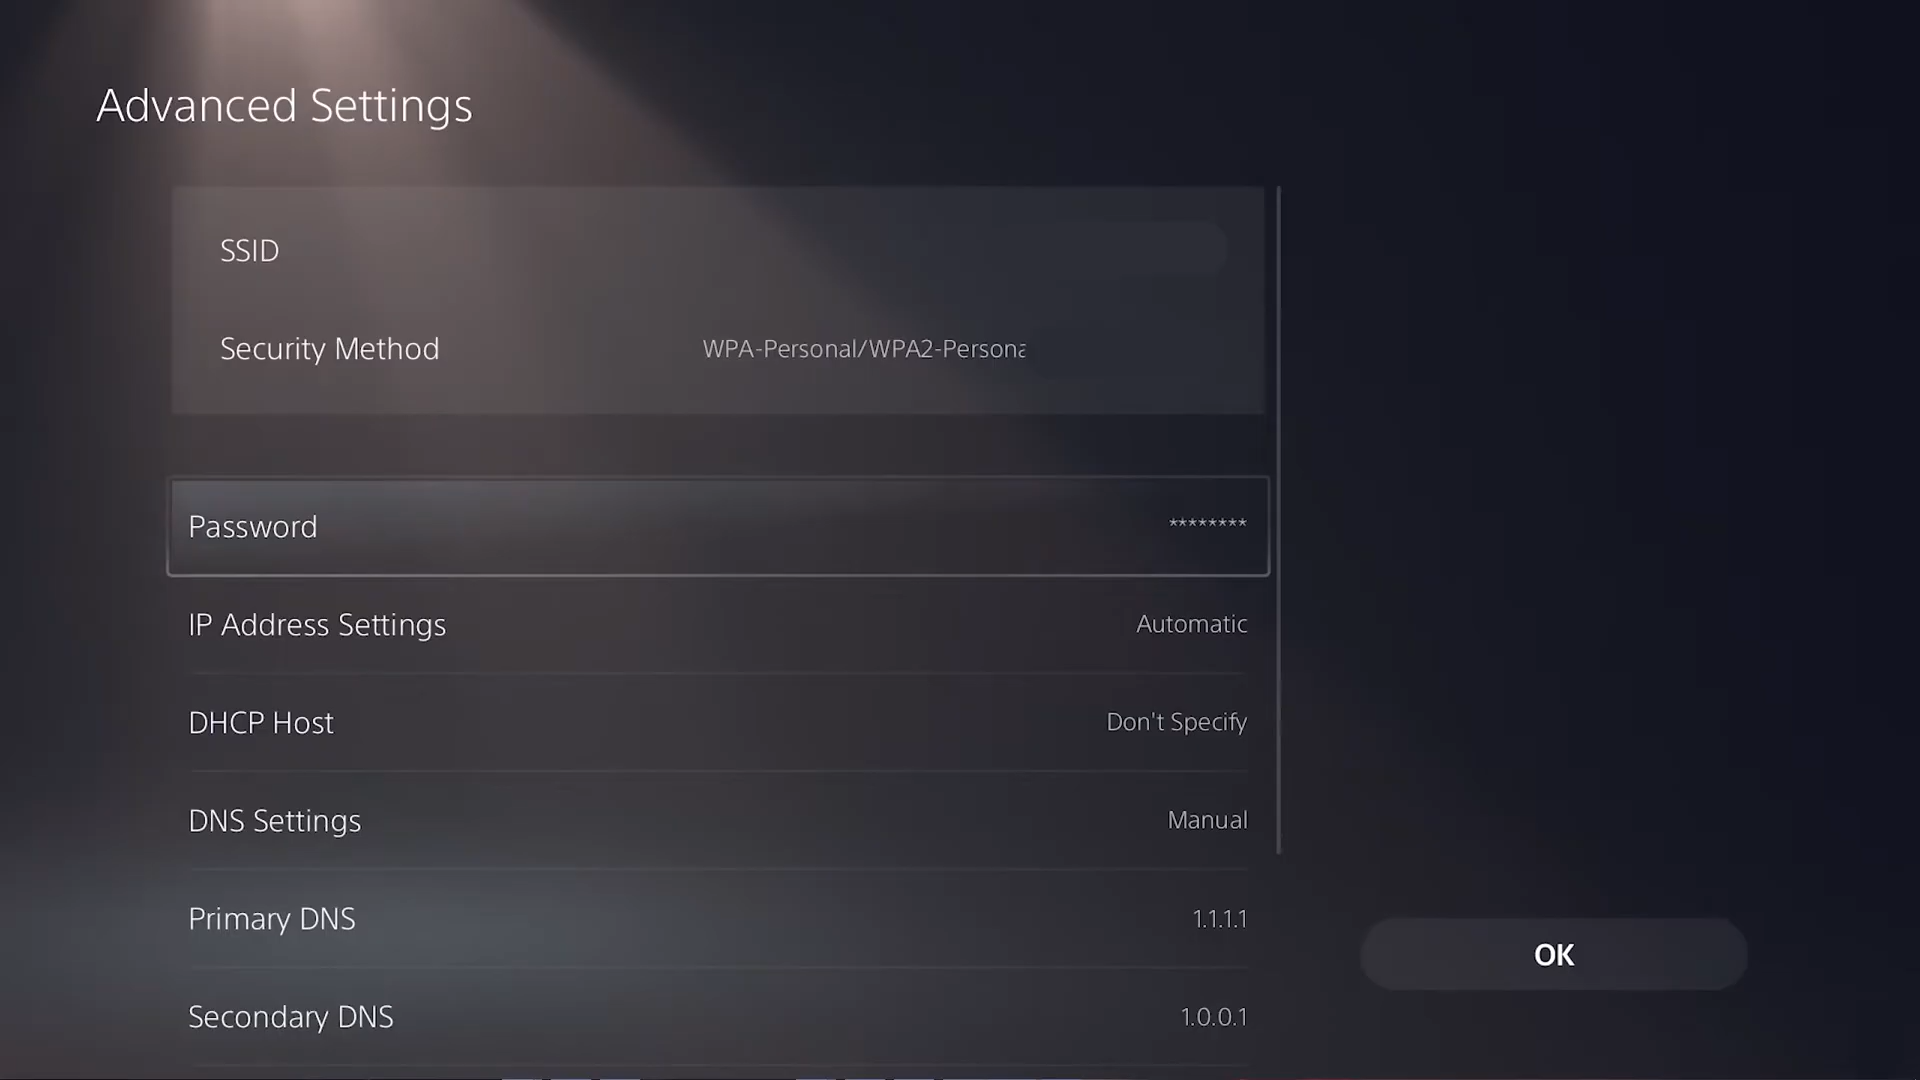 Advanced Settings
SSID
Security Method WPA-Personal/WPA2-Persona
Password ********
IP Address Settings Automatic
DHCP Host Don't Specify
DNS Settings Manual
Primary DNS 1.1.1.1
Secondary DNS 1.0.0.1
OK